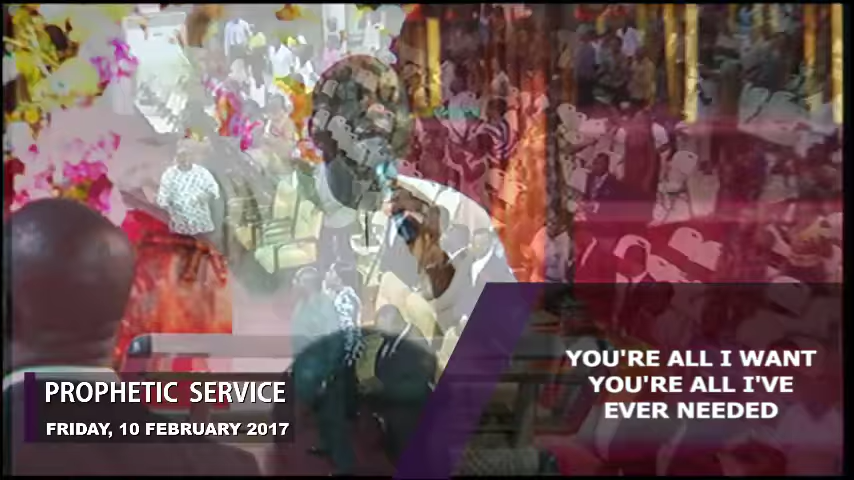 PROPHETIC SERVICE
FRIDAY, 10 FEBRUARY 2017
YOU'RE ALL I WANT
YOU'RE ALL I'VE
EVER NEEDED